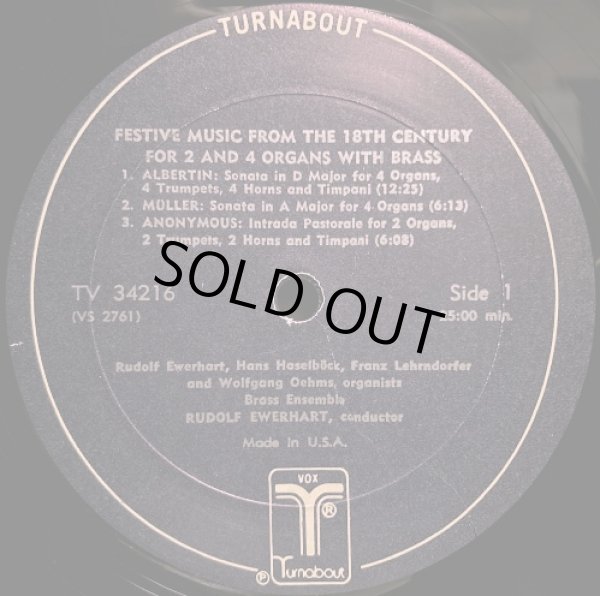 TURNABOUT
FESTIVE MUSIC FROM THE 18TH CENTURY
FOR 2 AND 4 ORGANS WITH BRASS
1. ALBERTIN: Sonata in D Major for 4 Organs,
4 Trumpets, 4 Horns and Timpani (12:25)
2. MÜLLER: Sonata in A Major for 4 Organs (6:13)
3. ANONYMOUS: Intrada Pastorale for 2 Organs,
2 Trumpets, 2 Horns and Timpani (6:08)
SOLD OUT
TV 34216 Side 1
(VS 2761) :00 min.
Rudolf Ewerhart, Hans Haselböck, Franz Lehrndorfer
and Wolfgang Oehms, organists
Brass Ensemble
RUDOLF EWERHART, conductor
Made in U.S.A.
VOX
T ®
℗ Turnabout